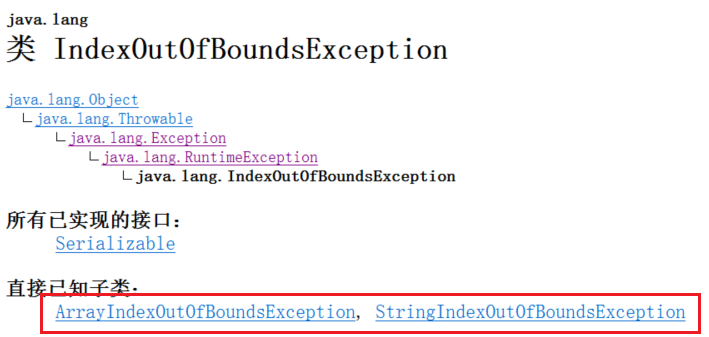 java.lang
类 IndexOutOfBoundsException
java.lang.Object
java.lang.Throwable
java.lang.Exception
java.lang.RuntimeException
java.lang.IndexOutOfBoundsException
所有已实现的接口：
Serializable
直接已知子类：
ArrayIndexOutOfBoundsException, StringIndexOutOfBoundsException